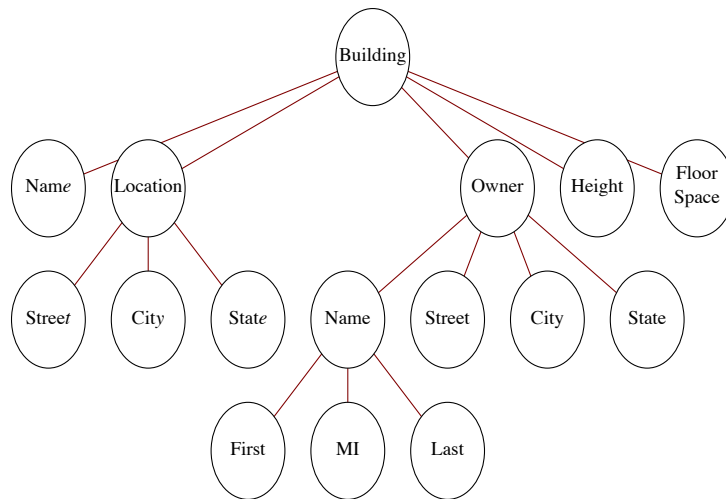 Building
Name
Location
Owner
Height
Floor
Space
Street
City
State
Name
Street
City
State
First
MI
Last